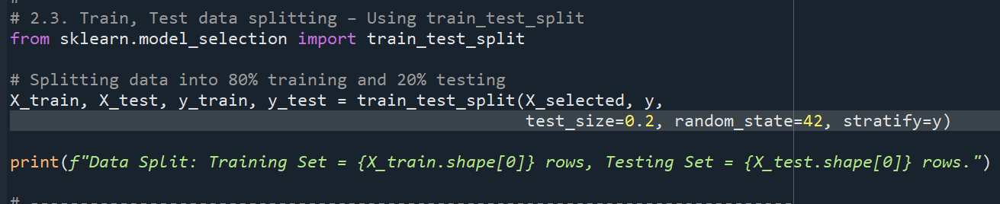 #
# 2.3. Train, Test data splitting – Using train_test_split
from sklearn.model_selection import train_test_split
# Splitting data into 80% training and 20% testing
X_train, X_test, y_train, y_test = train_test_split(X_selected, y,
test_size=0.2, random_state=42, stratify=y)
print(f"Data Split: Training Set = {X_train.shape[0]} rows, Testing Set = {X_test.shape[0]} rows.")
# -----------------------------------------------------------------------------